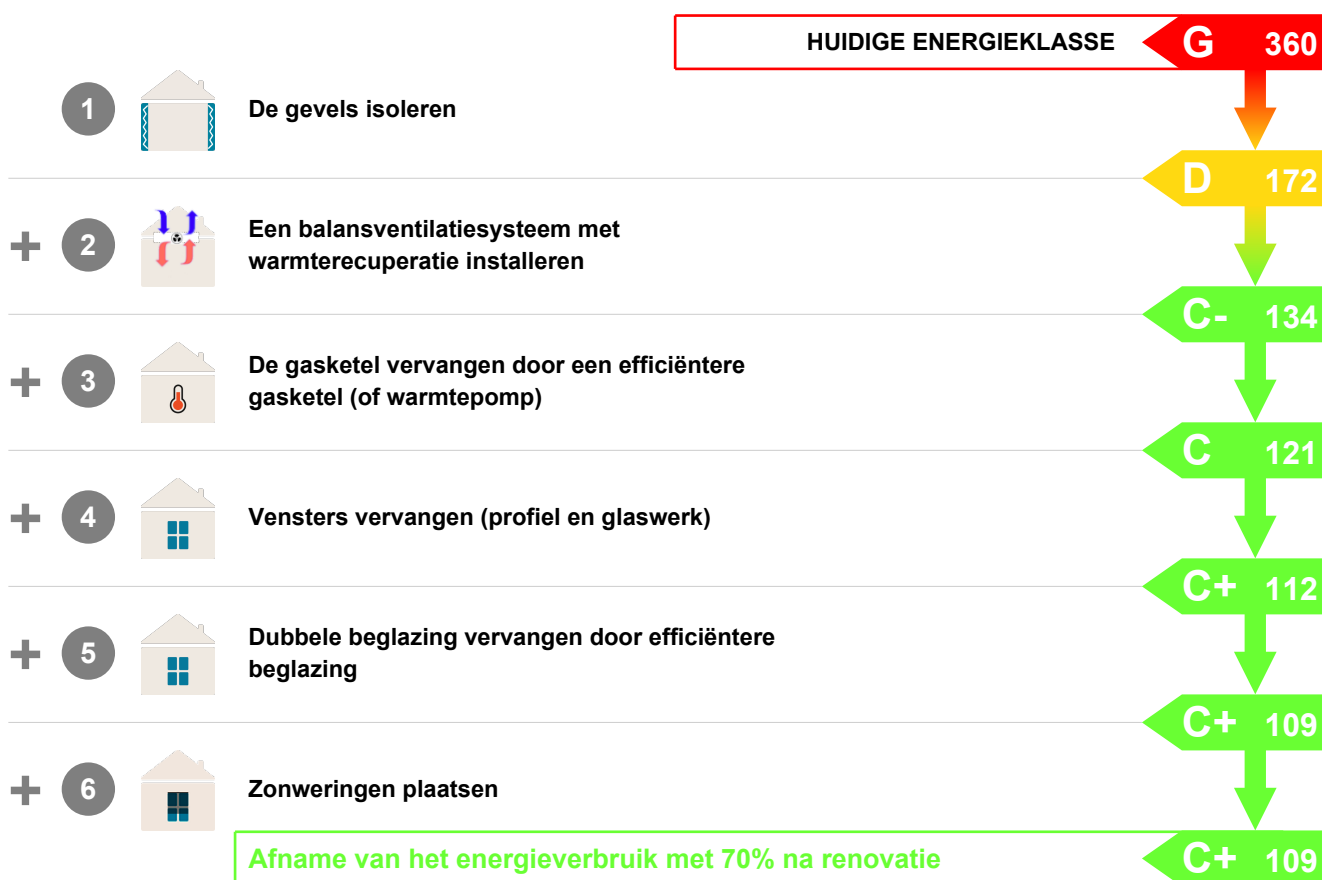 HUIDIGE ENERGIEKLASSE G 360
1 De gevels isoleren
D 172
+ 2 Een balansventilatiesysteem met
warmterecuperatie installeren
C- 134
+ 3 De gasketel vervangen door een efficiëntere
gasketel (of warmtepomp)
C 121
+ 4 Vensters vervangen (profiel en glaswerk)
C+ 112
+ 5 Dubbele beglazing vervangen door efficiëntere
beglazing
C+ 109
+ 6 Zonweringen plaatsen
Afname van het energieverbruik met 70% na renovatie C+ 109